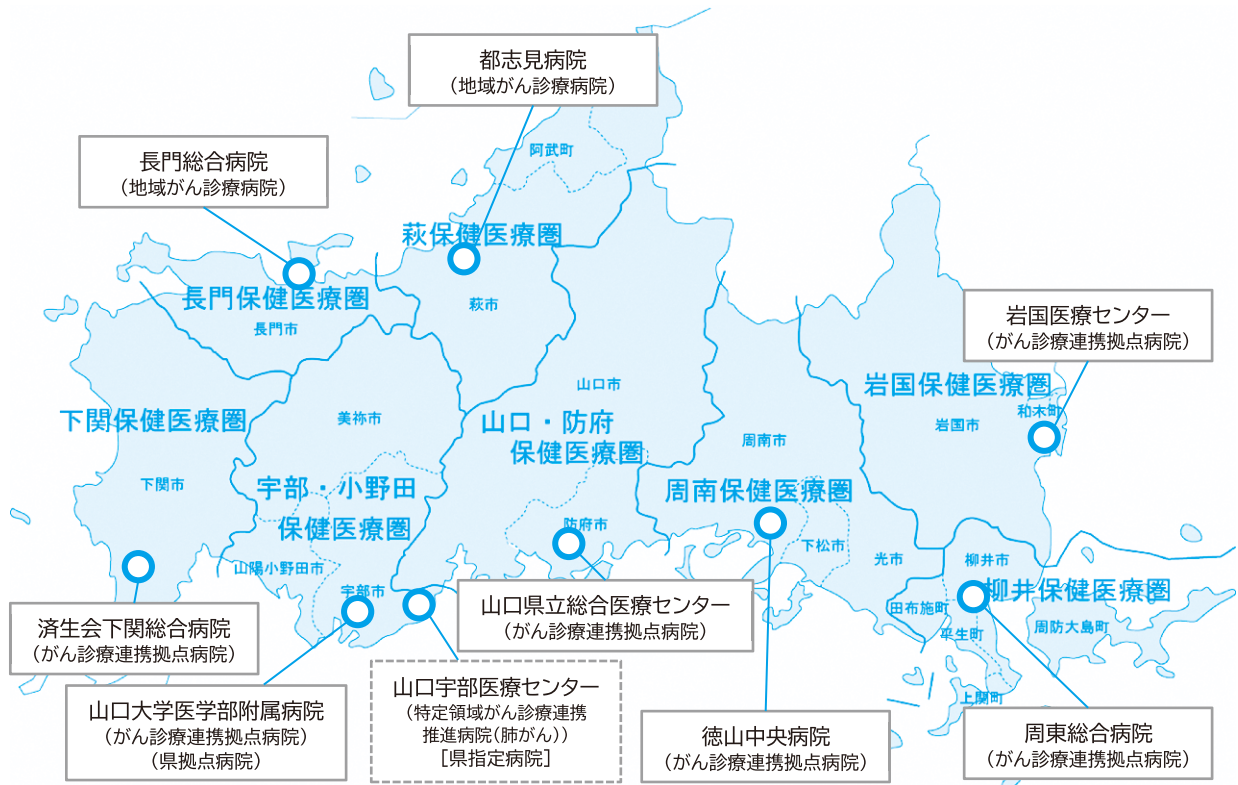 都志見病院
（地域がん診療病院）
長門総合病院
（地域がん診療病院）
阿武町
萩保健医療圏
萩市
長門保健医療圏
長門市
岩国医療センター
（がん診療連携拠点病院）
岩国保健医療圏
和木町
岩国市
山口市
美祢市
下関保健医療圏
下関市
山口・防府
保健医療圏
周南市
周南保健医療圏
宇部・小野田
保健医療圏
防府市
下松市
光市
柳井市
柳井保健医療圏
山陽小野田市
宇部市
田布施町
平生町
周防大島町
上関町
済生会下関総合病院
（がん診療連携拠点病院）
山口県立総合医療センター
（がん診療連携拠点病院）
山口大学医学部附属病院
（がん診療連携拠点病院）
（県拠点病院）
山口宇部医療センター
（特定領域がん診療連携
推進病院（肺がん））
［県指定病院］
徳山中央病院
（がん診療連携拠点病院）
周東総合病院
（がん診療連携拠点病院）